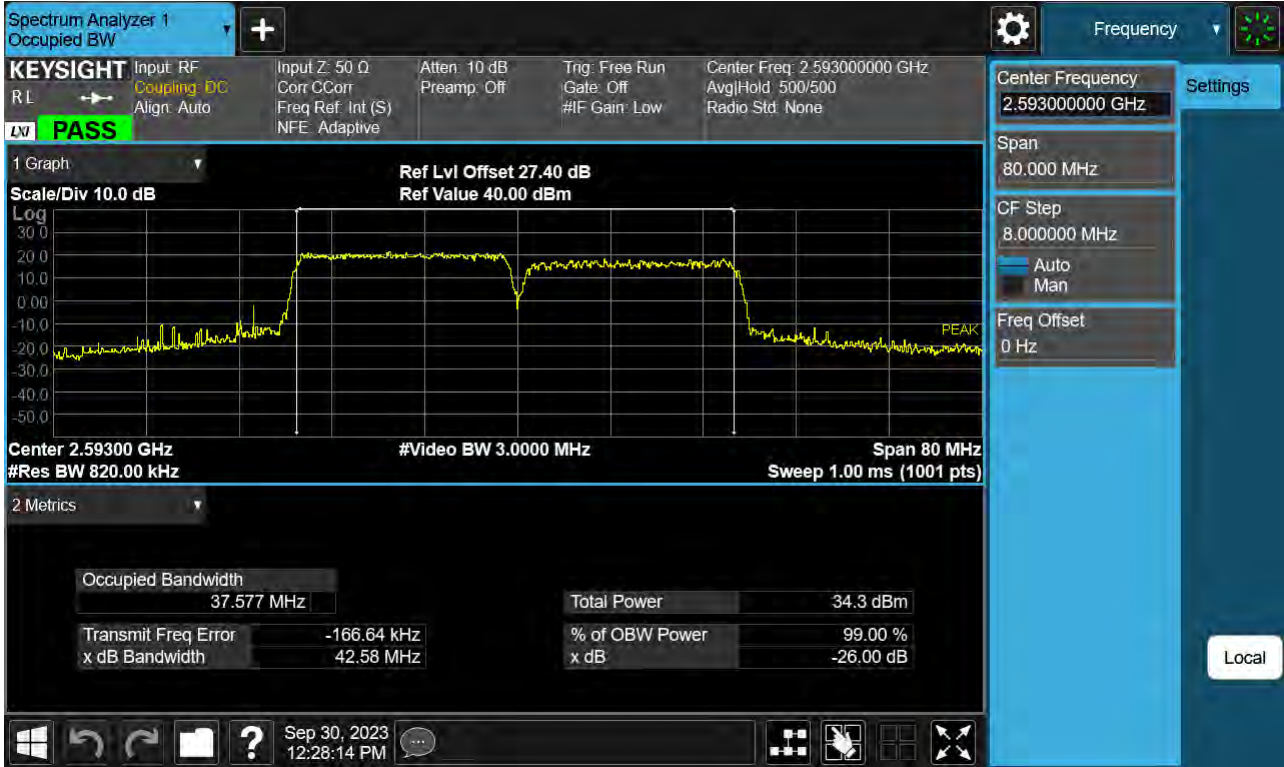 Spectrum Analyzer 1
Occupied BW
Frequency
KEYSIGHT
R L
LXI
PASS
Input: RF
Coupling: DC
Align: Auto
Input Z: 50 Ω
Corr CCorr
Freq Ref: Int (S)
NFE: Adaptive
Atten: 10 dB
Preamp: Off
Trig: Free Run
Gate: Off
#IF Gain: Low
Center Freq: 2.593000000 GHz
Avg|Hold: 500/500
Radio Std: None
1 Graph
Scale/Div 10.0 dB
Ref Lvl Offset 27.40 dB
Ref Value 40.00 dBm
Log
30.0
20.0
10.0
0.00
-10.0
-20.0
-30.0
-40.0
-50.0
PEAK
Center 2.59300 GHz
#Video BW 3.0000 MHz
Span 80 MHz
#Res BW 820.00 kHz
Sweep 1.00 ms (1001 pts)
2 Metrics
Occupied Bandwidth
37.577 MHz
Transmit Freq Error -166.64 kHz
x dB Bandwidth 42.58 MHz
Total Power 34.3 dBm
% of OBW Power 99.00 %
x dB -26.00 dB
Center Frequency
2.593000000 GHz
Settings
Span
80.000 MHz
CF Step
8.000000 MHz
Auto
Man
Freq Offset
0 Hz
Local
?
Sep 30, 2023
12:28:14 PM